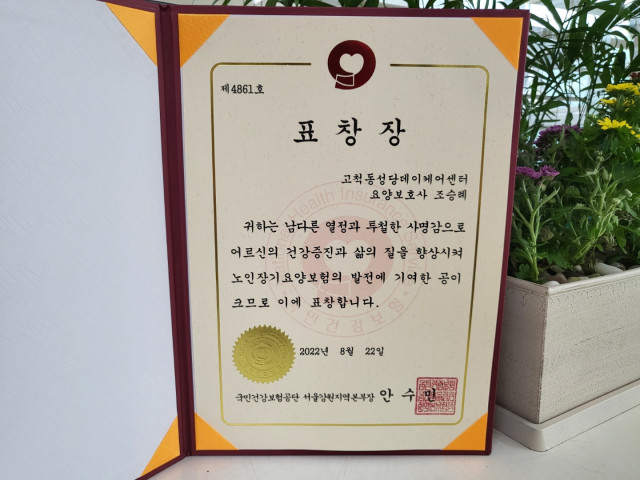 제4861호
표창장
고척동성당데이케어센터
요양보호사 조승례
귀하는 남다른 열정과 투철한 사명감으로
어르신의 건강증진과 삶의 질을 향상시켜
노인장기요양보험의 발전에 기여한 공이
크므로 이에 표창합니다.
2022년 8월 22일
국민건강보험공단 서울강원지역본부장 안수민